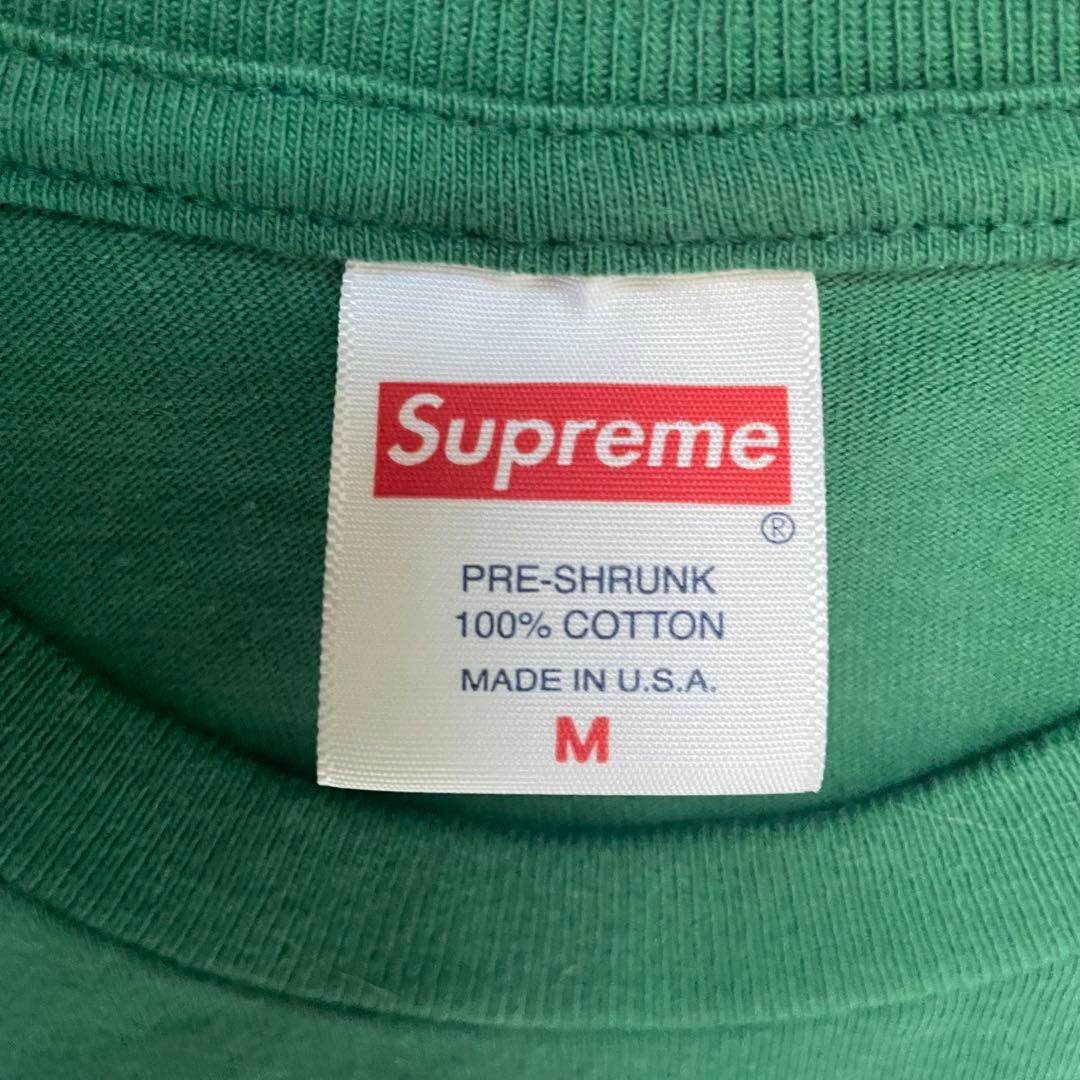 Supreme
®
PRE-SHRUNK
100% COTTON
MADE IN U.S.A.
M